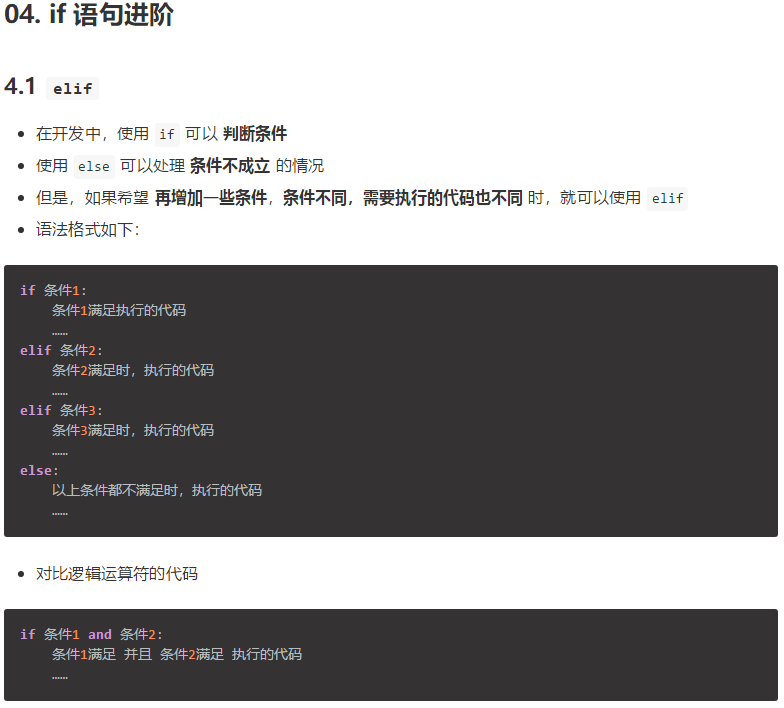 04. if 语句进阶
4.1 elif
在开发中，使用 if 可以 判断条件
使用 else 可以处理 条件不成立 的情况
但是，如果希望 再增加一些条件，条件不同，需要执行的代码也不同 时，就可以使用 elif
语法格式如下：
if 条件1:
    条件1满足执行的代码
    ……
elif 条件2:
    条件2满足时，执行的代码
    ……
elif 条件3:
    条件3满足时，执行的代码
    ……
else:
    以上条件都不满足时，执行的代码
    ……
对比逻辑运算符的代码
if 条件1 and 条件2:
    条件1满足 并且 条件2满足 执行的代码
    ……